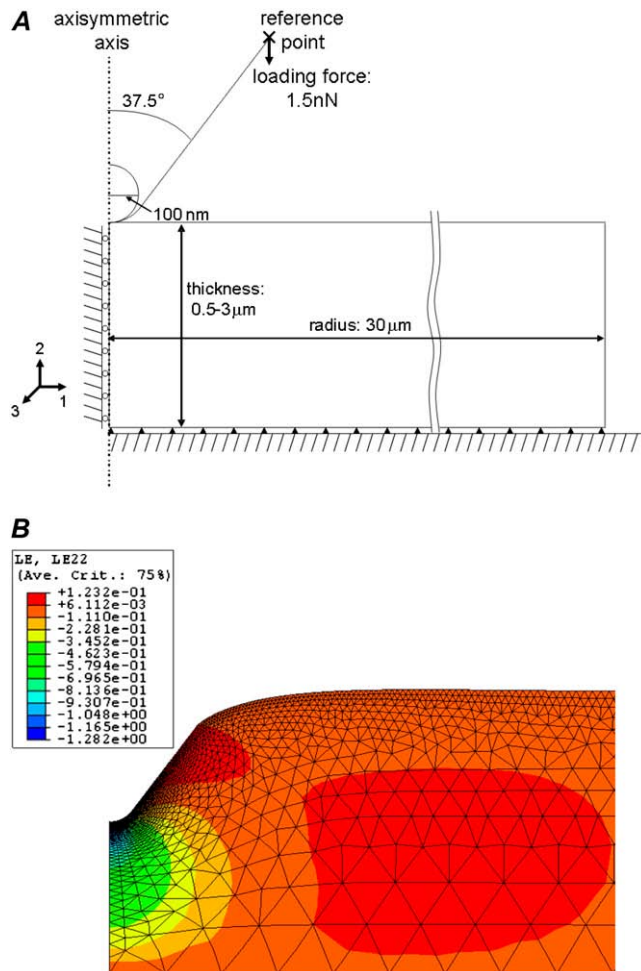 A
axisymmetric
axis
reference
point
loading force:
1.5nN
37.5°
100nm
thickness:
0.5-3μm
radius: 30μm
2
3
1
B
LE, LE22
(Ave. Crit.: 75%)
+1.232e-01
+6.112e-03
-1.110e-01
-2.281e-01
-3.452e-01
-4.623e-01
-5.794e-01
-6.965e-01
-8.136e-01
-9.307e-01
-1.048e+00
-1.165e+00
-1.282e+00